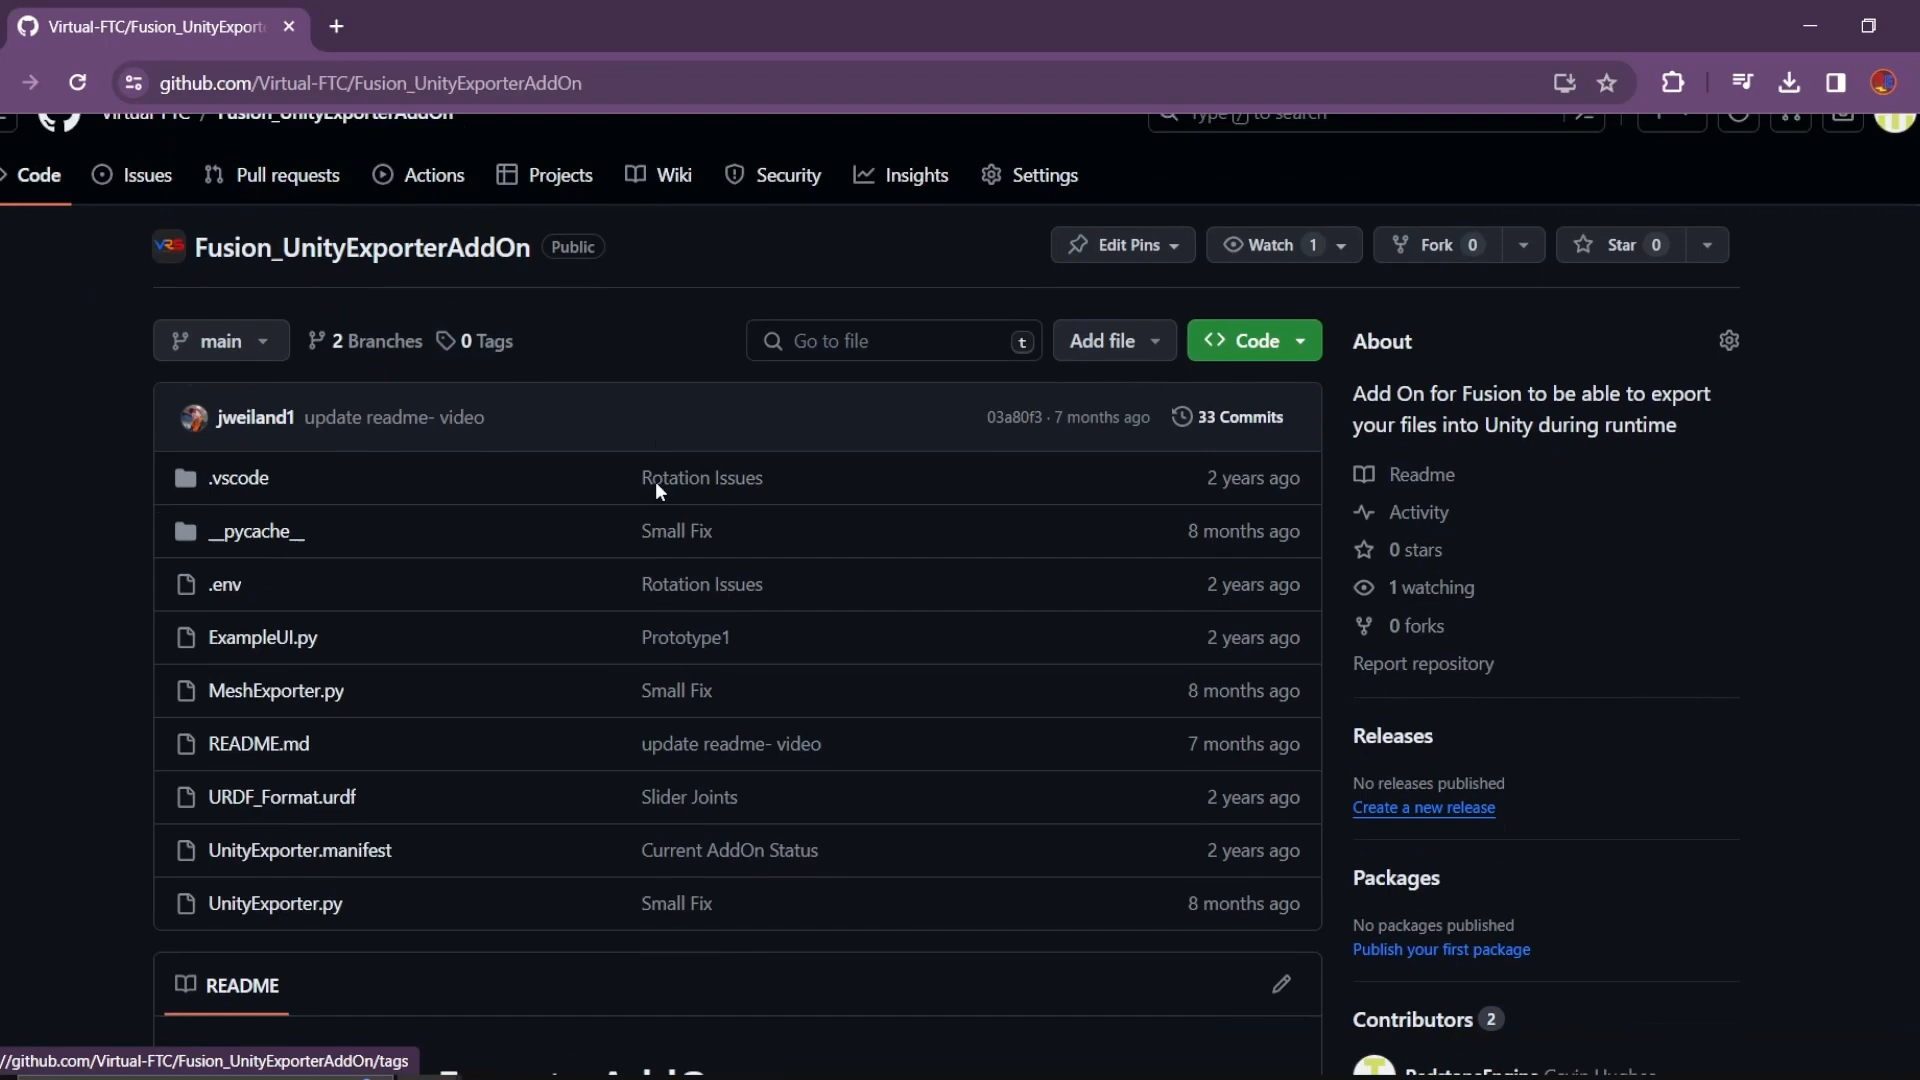 Virtual-FTC/Fusion_UnityExport
github.com/Virtual-FTC/Fusion_UnityExporterAddOn
Virtual-FTC / Fusion_UnityExporterAddOn
Type / to search
Code
Issues
Pull requests
Actions
Projects
Wiki
Security
Insights
Settings
VRS
Fusion_UnityExporterAddOn
Public
Edit Pins
Watch 1
Fork 0
Star 0
main
2 Branches
0 Tags
Go to file
t
Add file
Code
jweiland1 update readme- video
03a80f3 · 7 months ago
33 Commits
.vscode Rotation Issues 2 years ago
__pycache__ Small Fix 8 months ago
.env Rotation Issues 2 years ago
ExampleUI.py Prototype1 2 years ago
MeshExporter.py Small Fix 8 months ago
README.md update readme- video 7 months ago
URDF_Format.urdf Slider Joints 2 years ago
UnityExporter.manifest Current AddOn Status 2 years ago
UnityExporter.py Small Fix 8 months ago
README
About
Add On for Fusion to be able to export
your files into Unity during runtime
Readme
Activity
0 stars
1 watching
0 forks
Report repository
Releases
No releases published
Create a new release
Packages
No packages published
Publish your first package
Contributors 2
//github.com/Virtual-FTC/Fusion_UnityExporterAddOn/tags